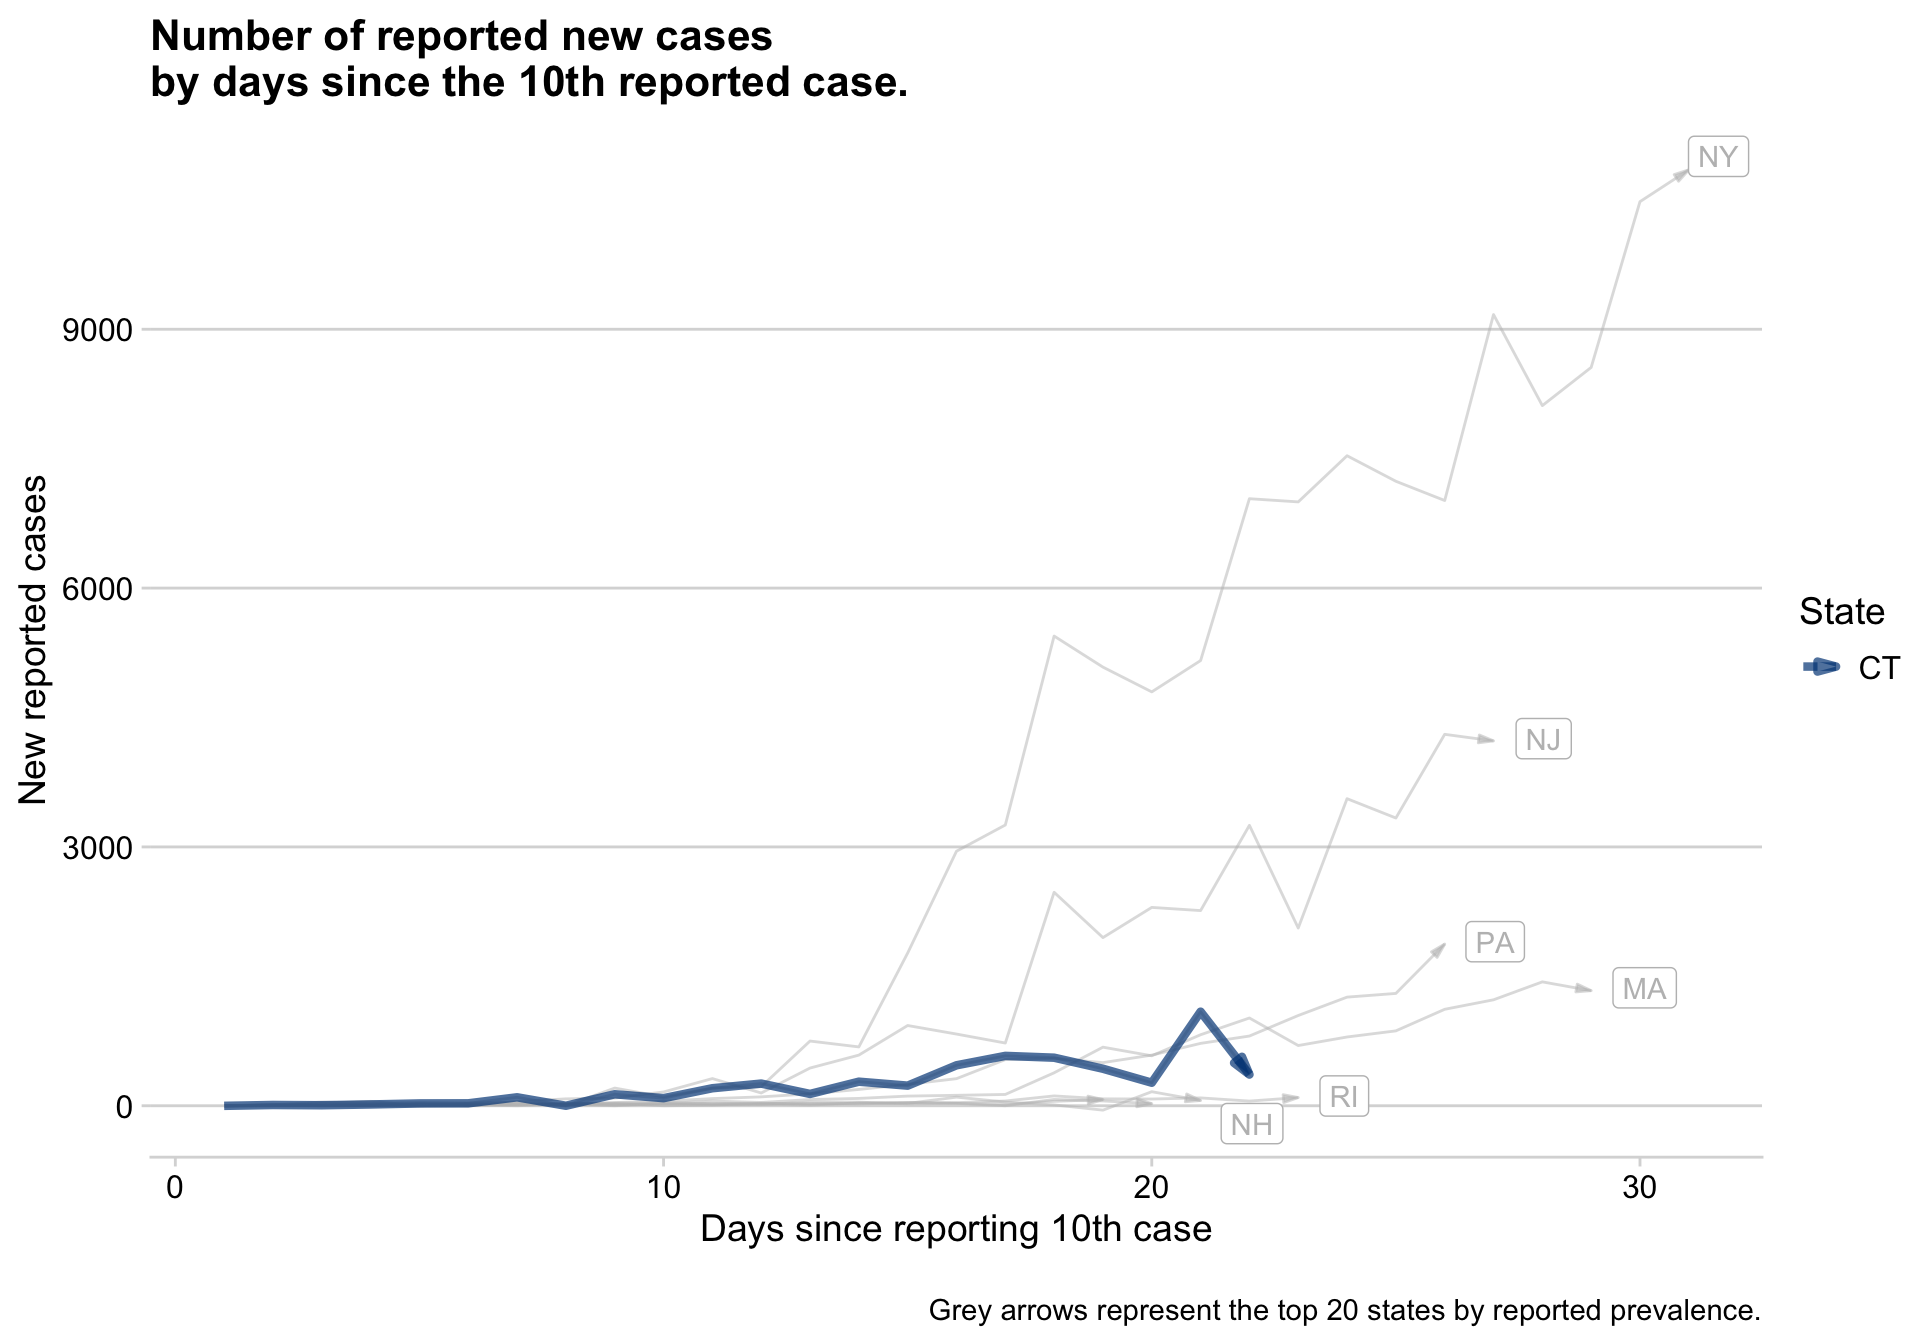 Number of reported new cases
by days since the 10th reported case.
NY
9000
6000
3000
0
New reported cases
NJ
PA
MA
RI
NH
State
CT
0
10
20
30
Days since reporting 10th case
Grey arrows represent the top 20 states by reported prevalence.